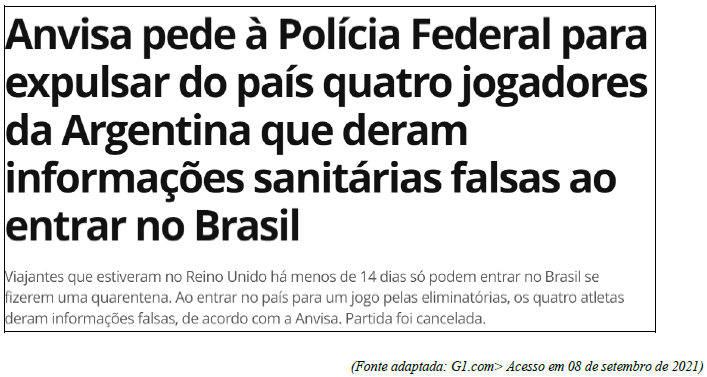 Anvisa pede à Polícia Federal para
expulsar do país quatro jogadores
da Argentina que deram
informações sanitárias falsas ao
entrar no Brasil
Viajantes que estiveram no Reino Unido há menos de 14 dias só podem entrar no Brasil se
fizerem uma quarentena. Ao entrar no país para um jogo pelas eliminatórias, os quatro atletas
deram informações falsas, de acordo com a Anvisa. Partida foi cancelada.
(Fonte adaptada: G1.com> Acesso em 08 de setembro de 2021)